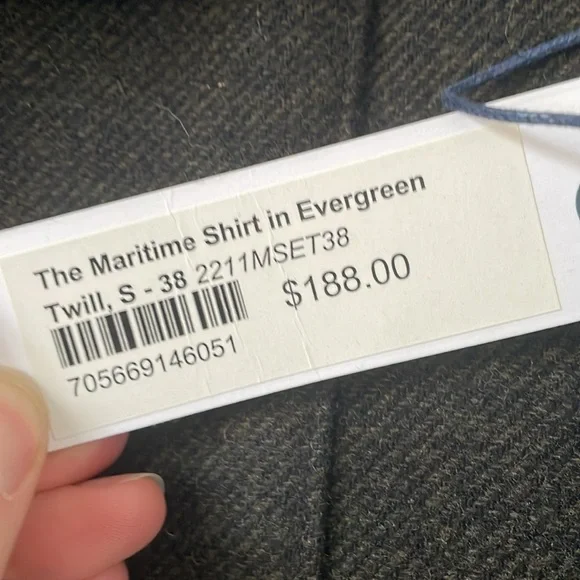 The Maritime Shirt in Evergreen
Twill, S - 38 2211MSET38
$188.00
705669146051